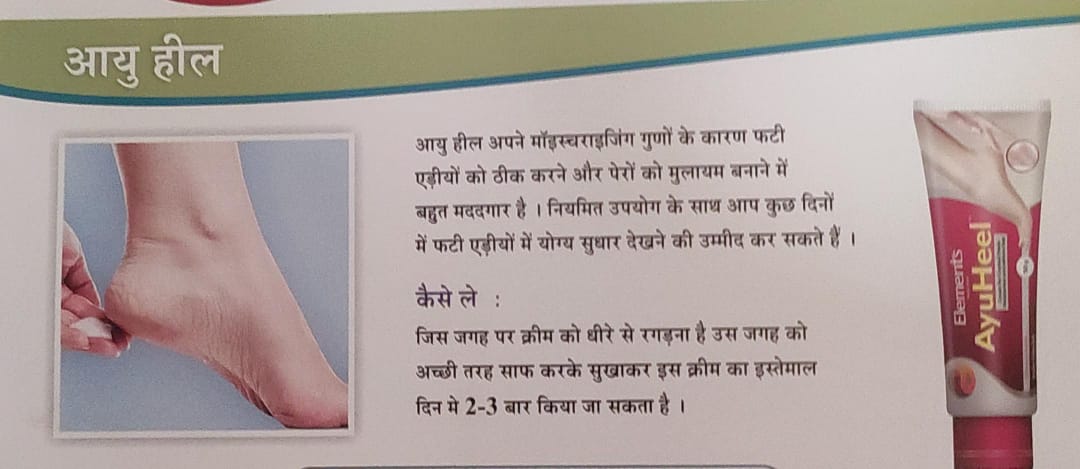 आयु हील
आयु हील अपने मॉइस्चराइजिंग गुणों के कारण फटी
एड़ीयों को ठीक करने और पेरों को मुलायम बनाने में
बहुत मददगार है । नियमित उपयोग के साथ आप कुछ दिनों
में फटी एड़ीयों में योग्य सुधार देखने की उम्मीद कर सकते हैं ।
कैसे ले :
जिस जगह पर क्रीम को धीरे से रगड़ना है उस जगह को
अच्छी तरह साफ करके सुखाकर इस क्रीम का इस्तेमाल
दिन मे 2-3 बार किया जा सकता है ।
Elements
AyuHeel